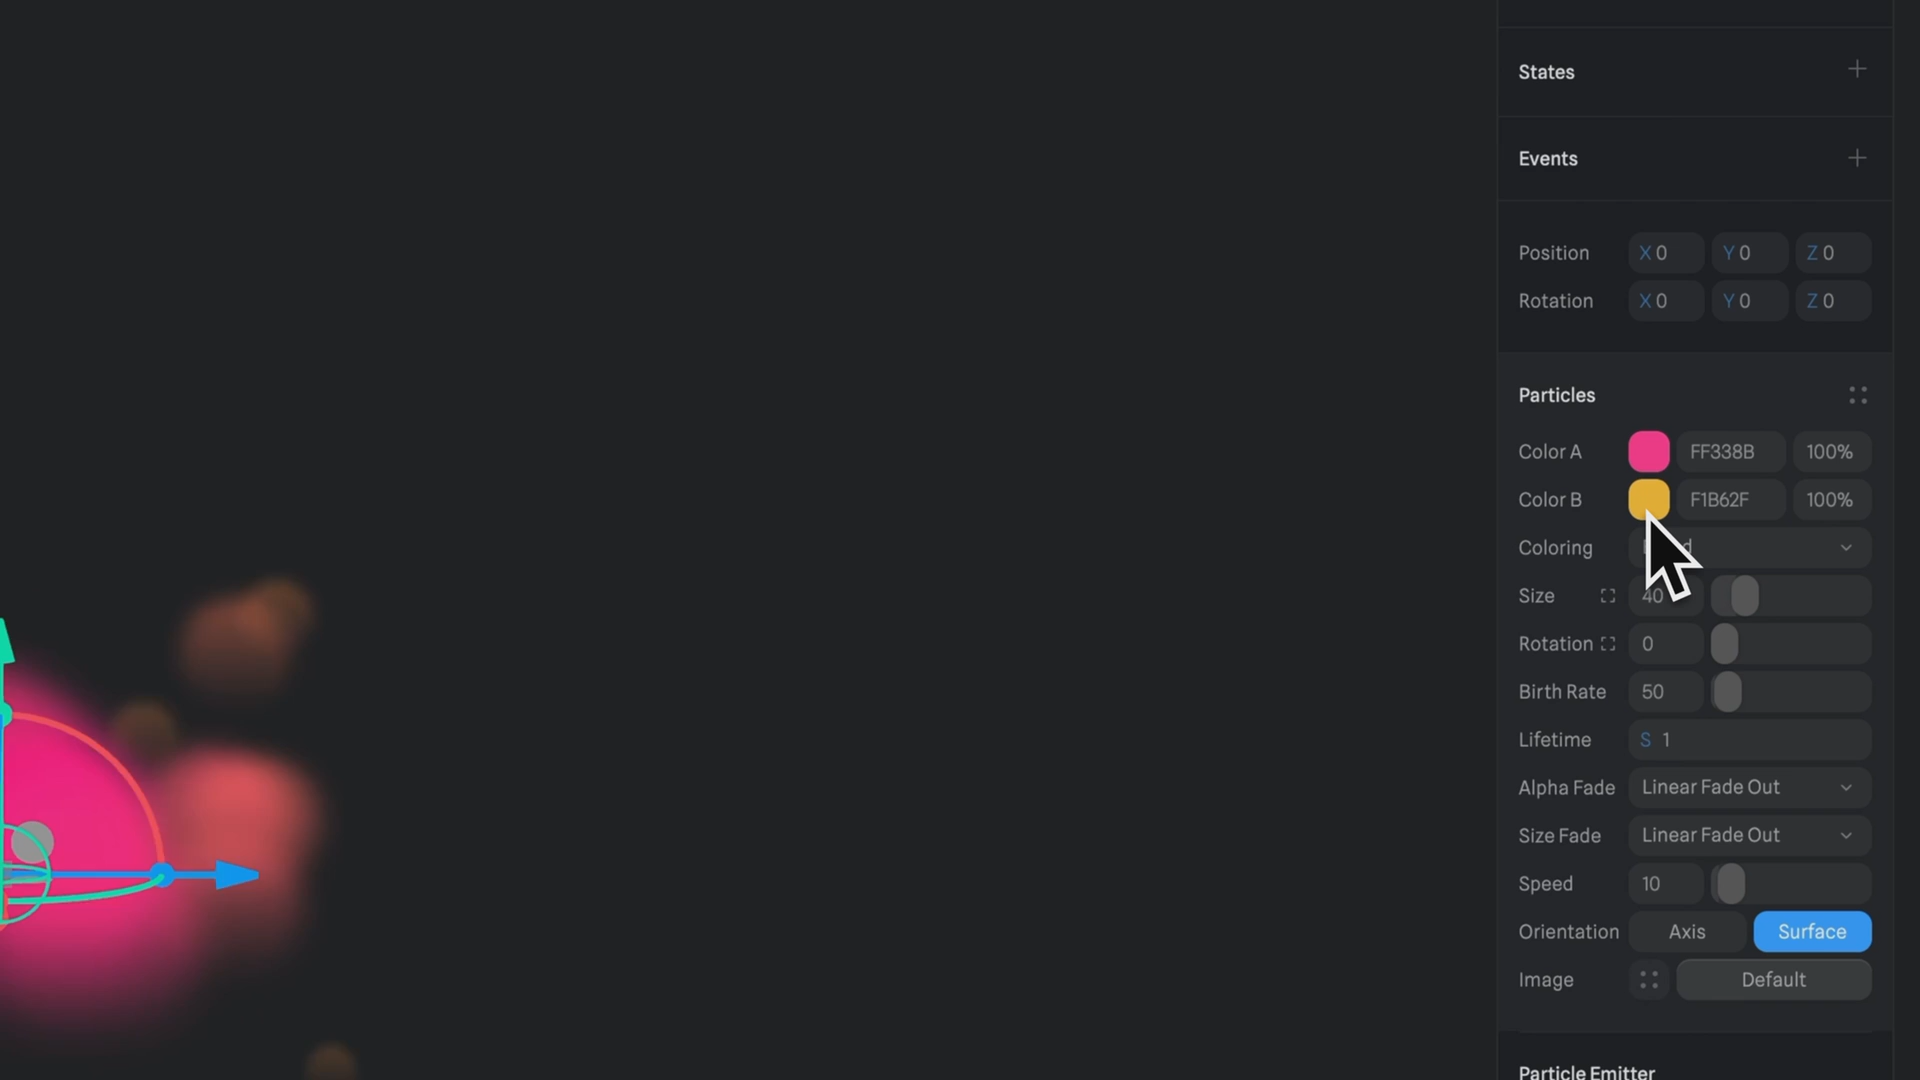 States
Events
Position X 0 Y 0 Z 0
Rotation X 0 Y 0 Z 0
Particles
Color A FF338B 100%
Color B F1B62F 100%
Coloring
Size 40
Rotation 0
Birth Rate 50
Lifetime S 1
Alpha Fade Linear Fade Out
Size Fade Linear Fade Out
Speed 10
Orientation Axis Surface
Image Default
Particle Emitter